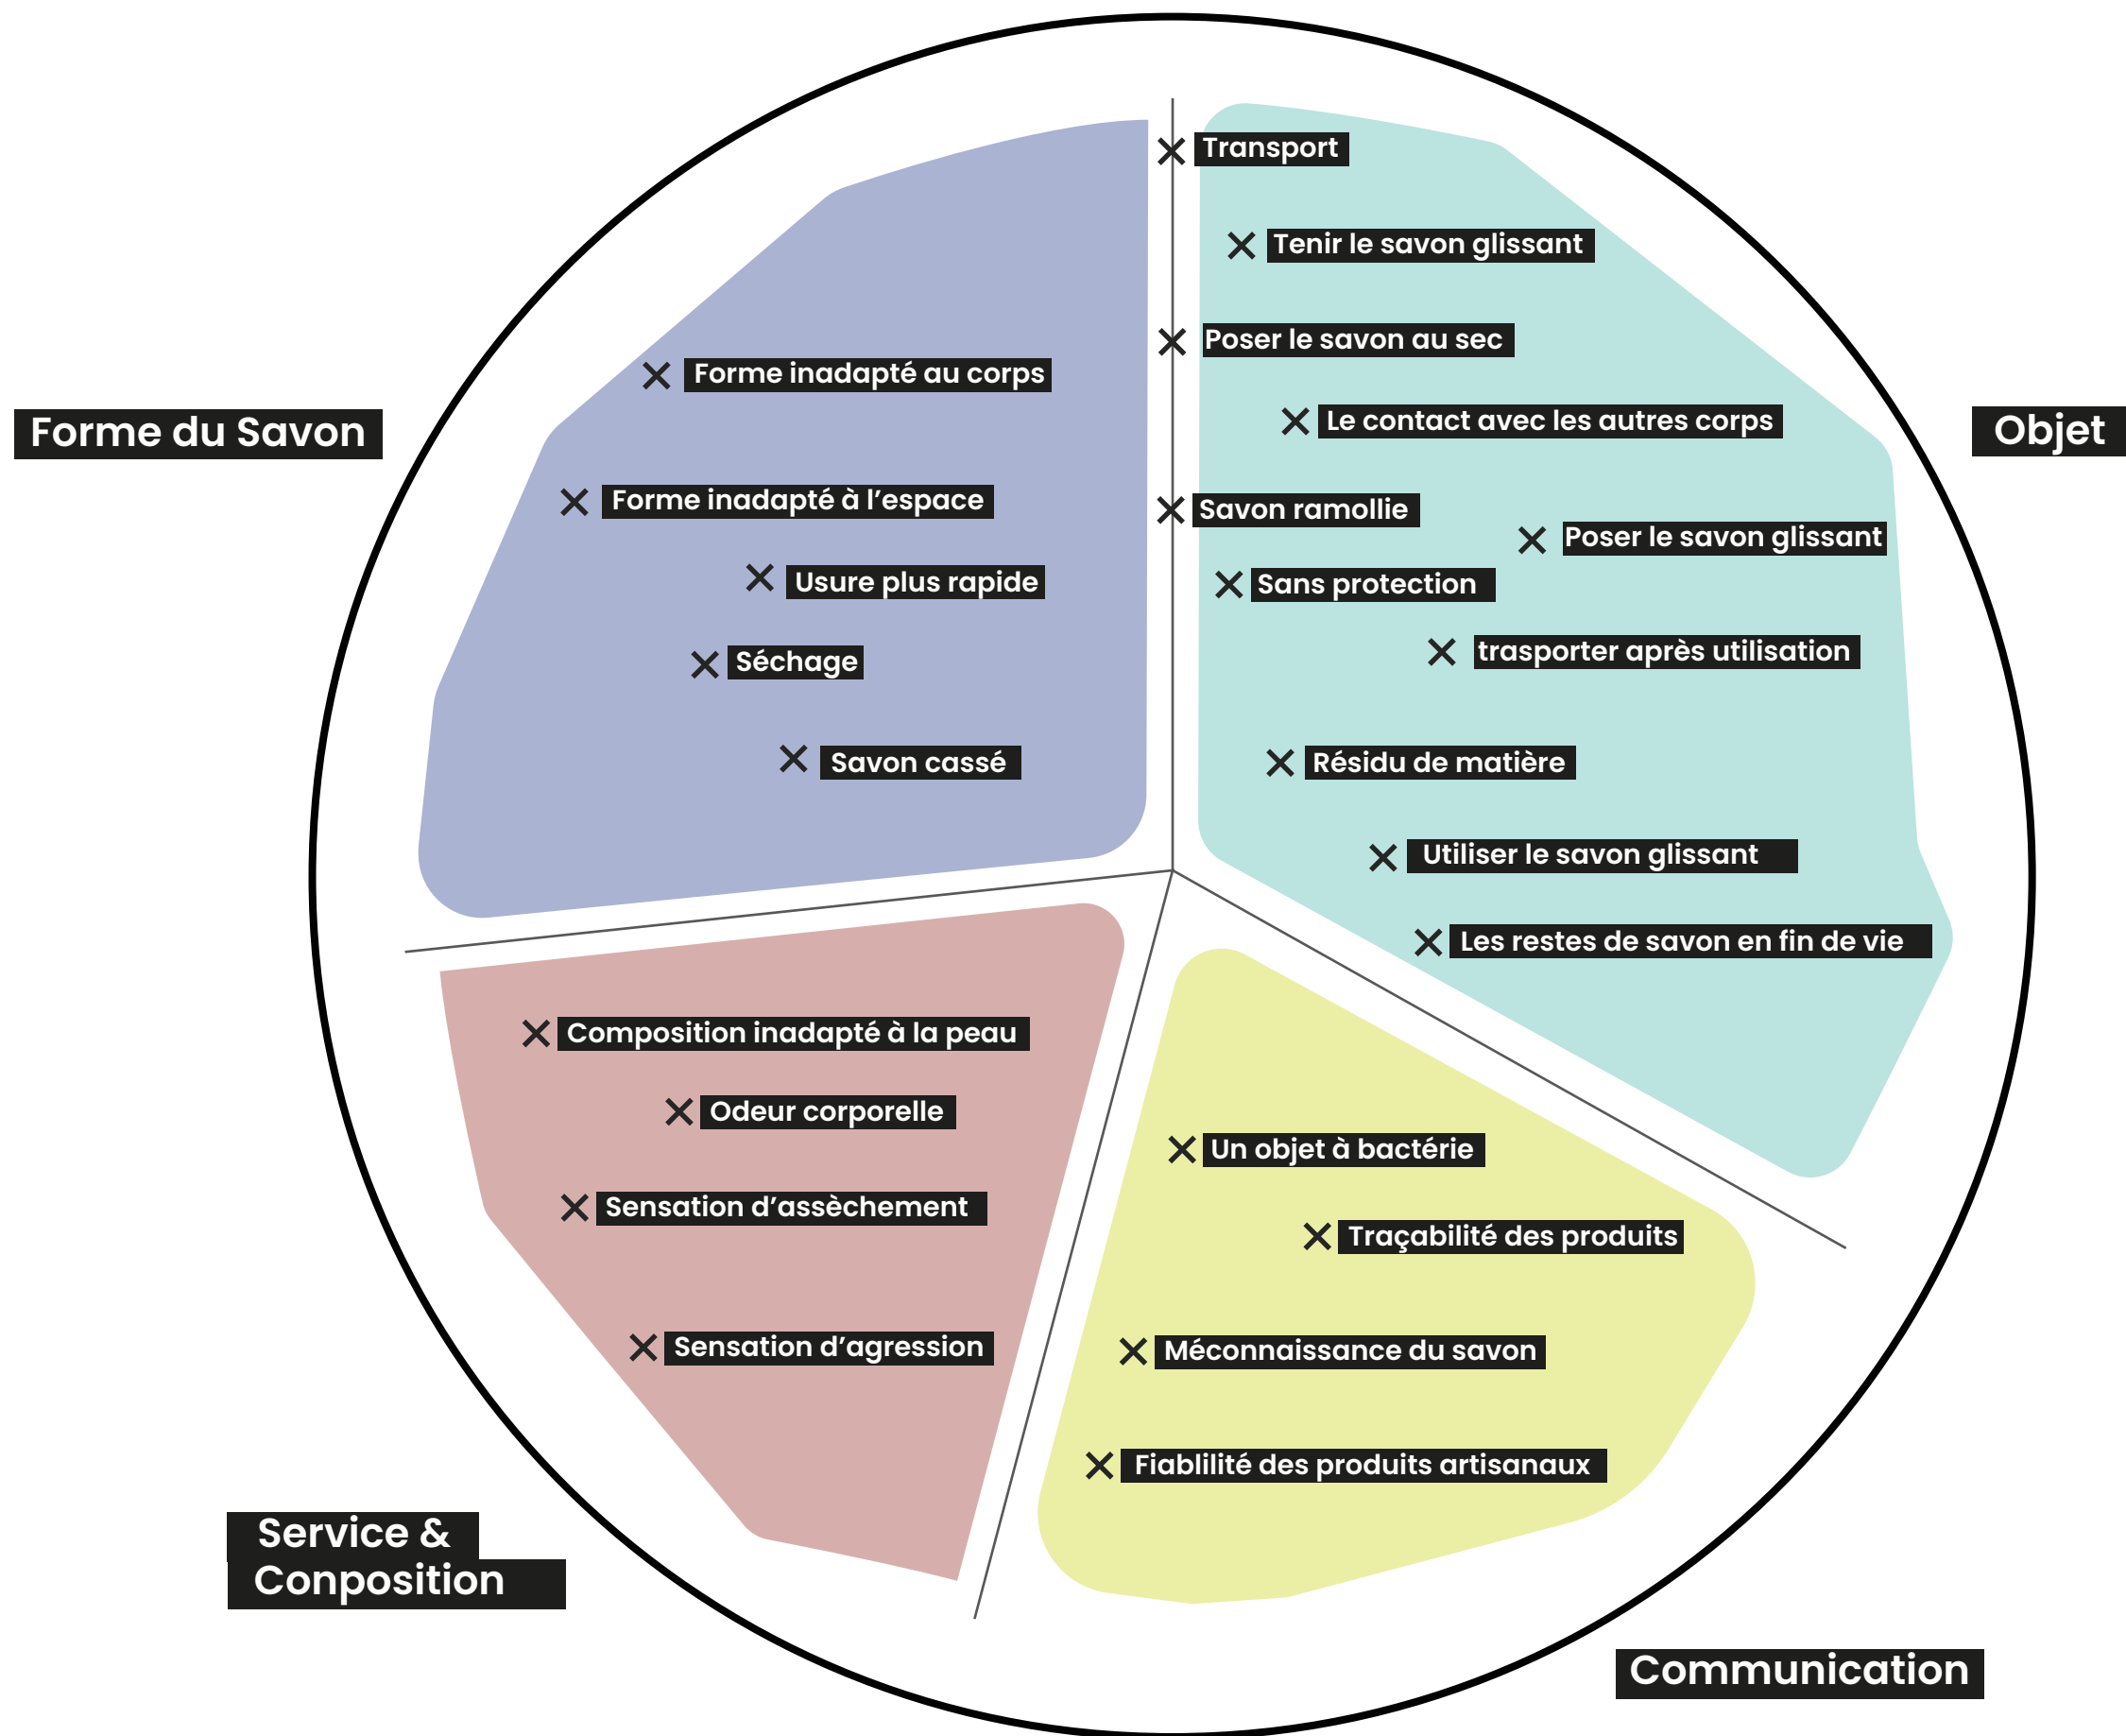 Forme du Savon
Forme inadapté au corps
Forme inadapté à l’espace
Usure plus rapide
Séchage
Savon cassé
Objet
Transport
Tenir le savon glissant
Poser le savon au sec
Le contact avec les autres corps
Savon ramollie
Poser le savon glissant
Sans protection
trasporter après utilisation
Résidu de matière
Utiliser le savon glissant
Les restes de savon en fin de vie
Service &
Conposition
Composition inadapté à la peau
Odeur corporelle
Sensation d’assèchement
Sensation d’agression
Communication
Un objet à bactérie
Traçabilité des produits
Méconnaissance du savon
Fiablilité des produits artisanaux